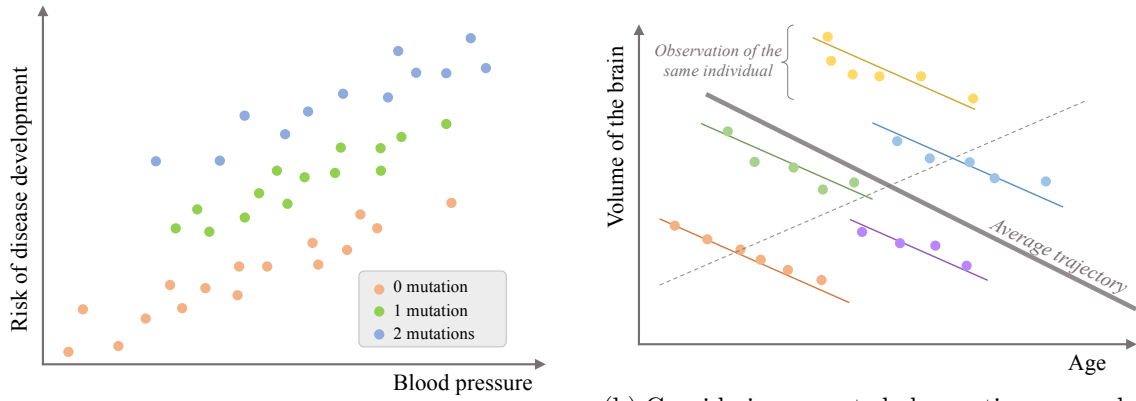 Risk of disease development
0 mutation
1 mutation
2 mutations
Blood pressure
Volume of the brain
Observation of the
same individual
Average trajectory
Age